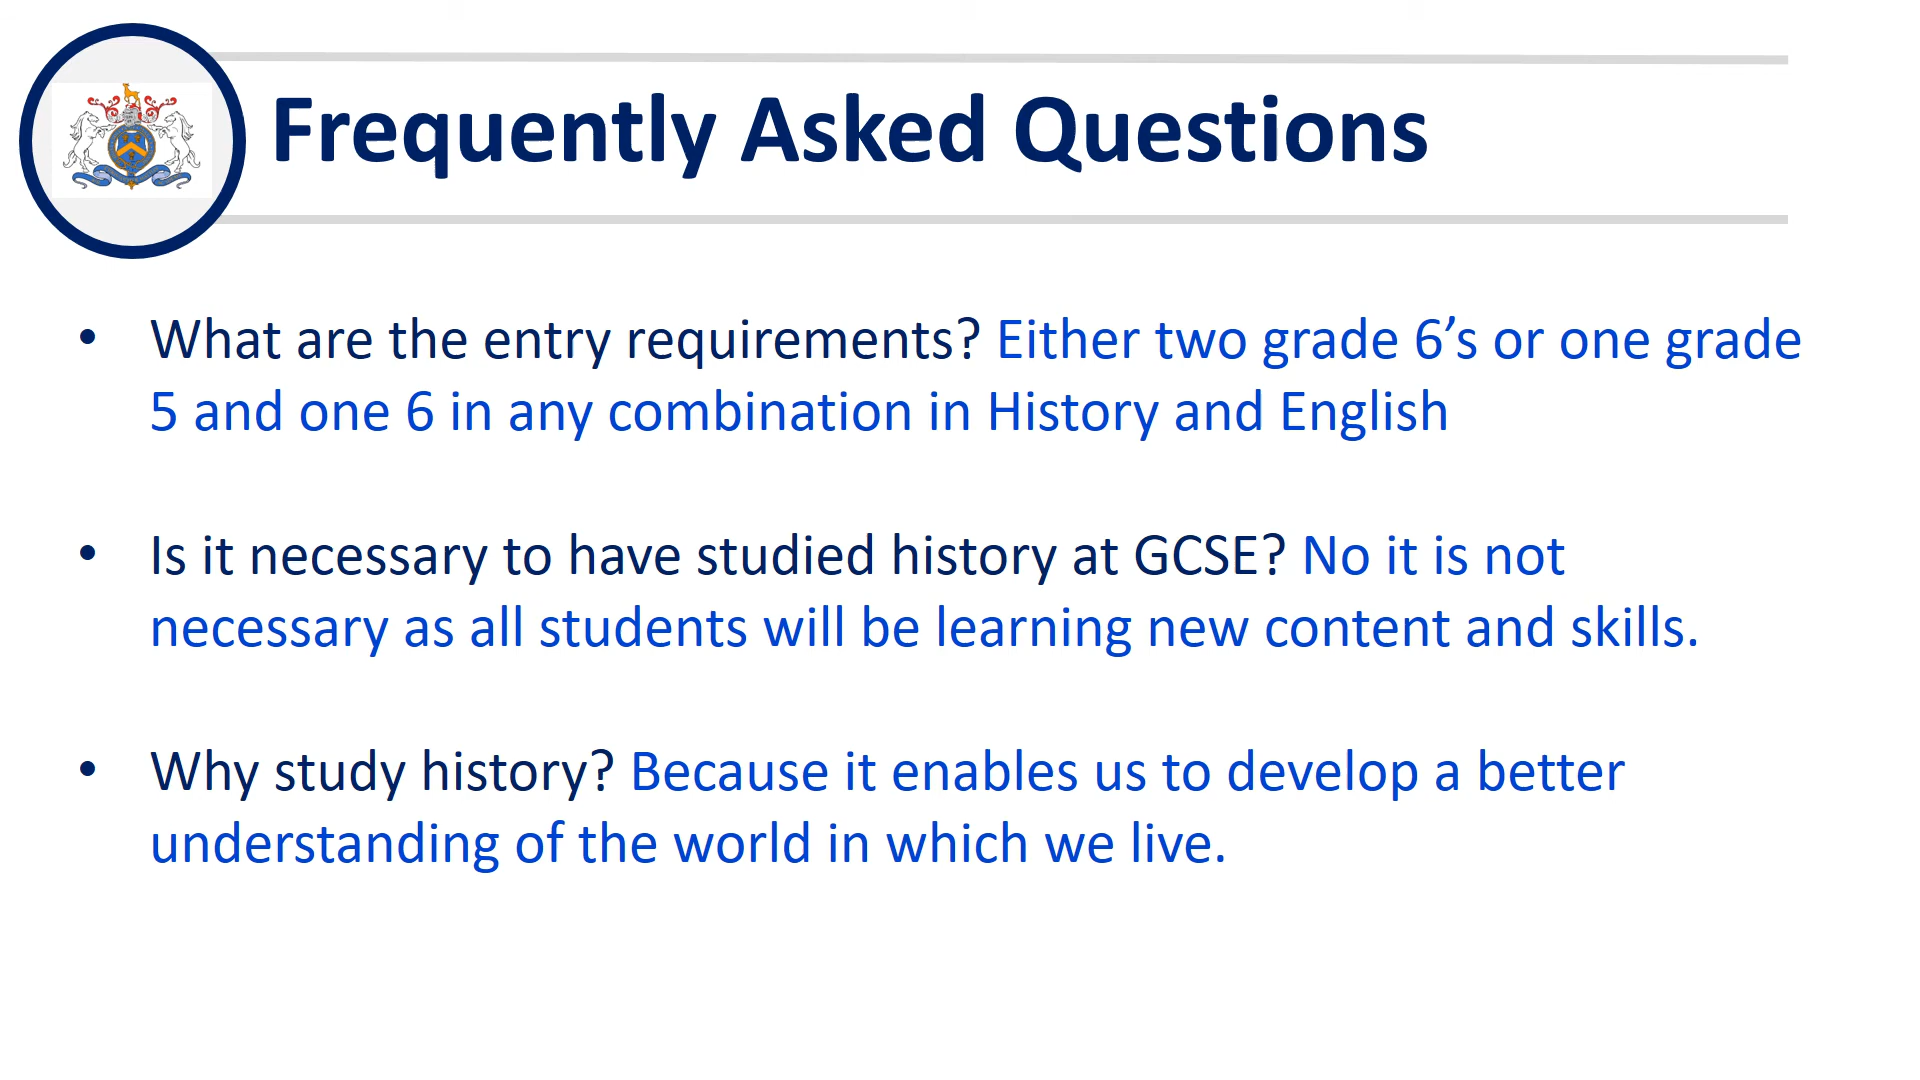 Frequently Asked Questions
• What are the entry requirements? Either two grade 6’s or one grade
5 and one 6 in any combination in History and English
• Is it necessary to have studied history at GCSE? No it is not
necessary as all students will be learning new content and skills.
• Why study history? Because it enables us to develop a better
understanding of the world in which we live.